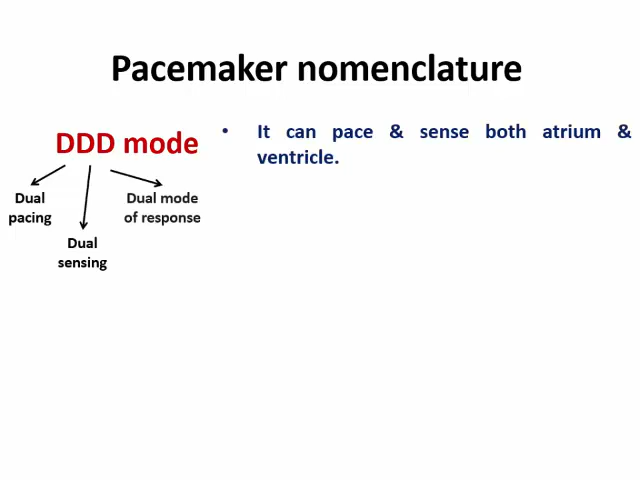 Pacemaker nomenclature
DDD mode
Dual
pacing
Dual
sensing
Dual mode
of response
• It can pace & sense both atrium &
ventricle.